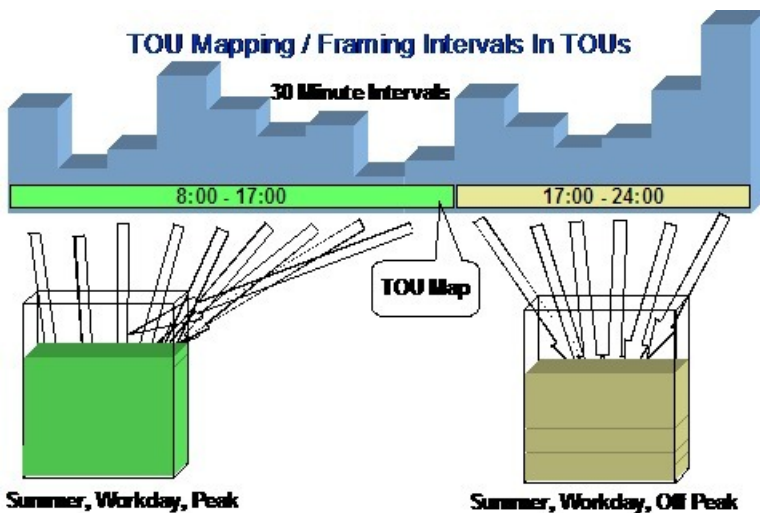 TOU Mapping / Framing Intervals In TOUs
30 Minute Intervals
8:00 - 17:00
17:00 - 24:00
TOU Map
Summer, Workday, Peak
Summer, Workday, Off Peak